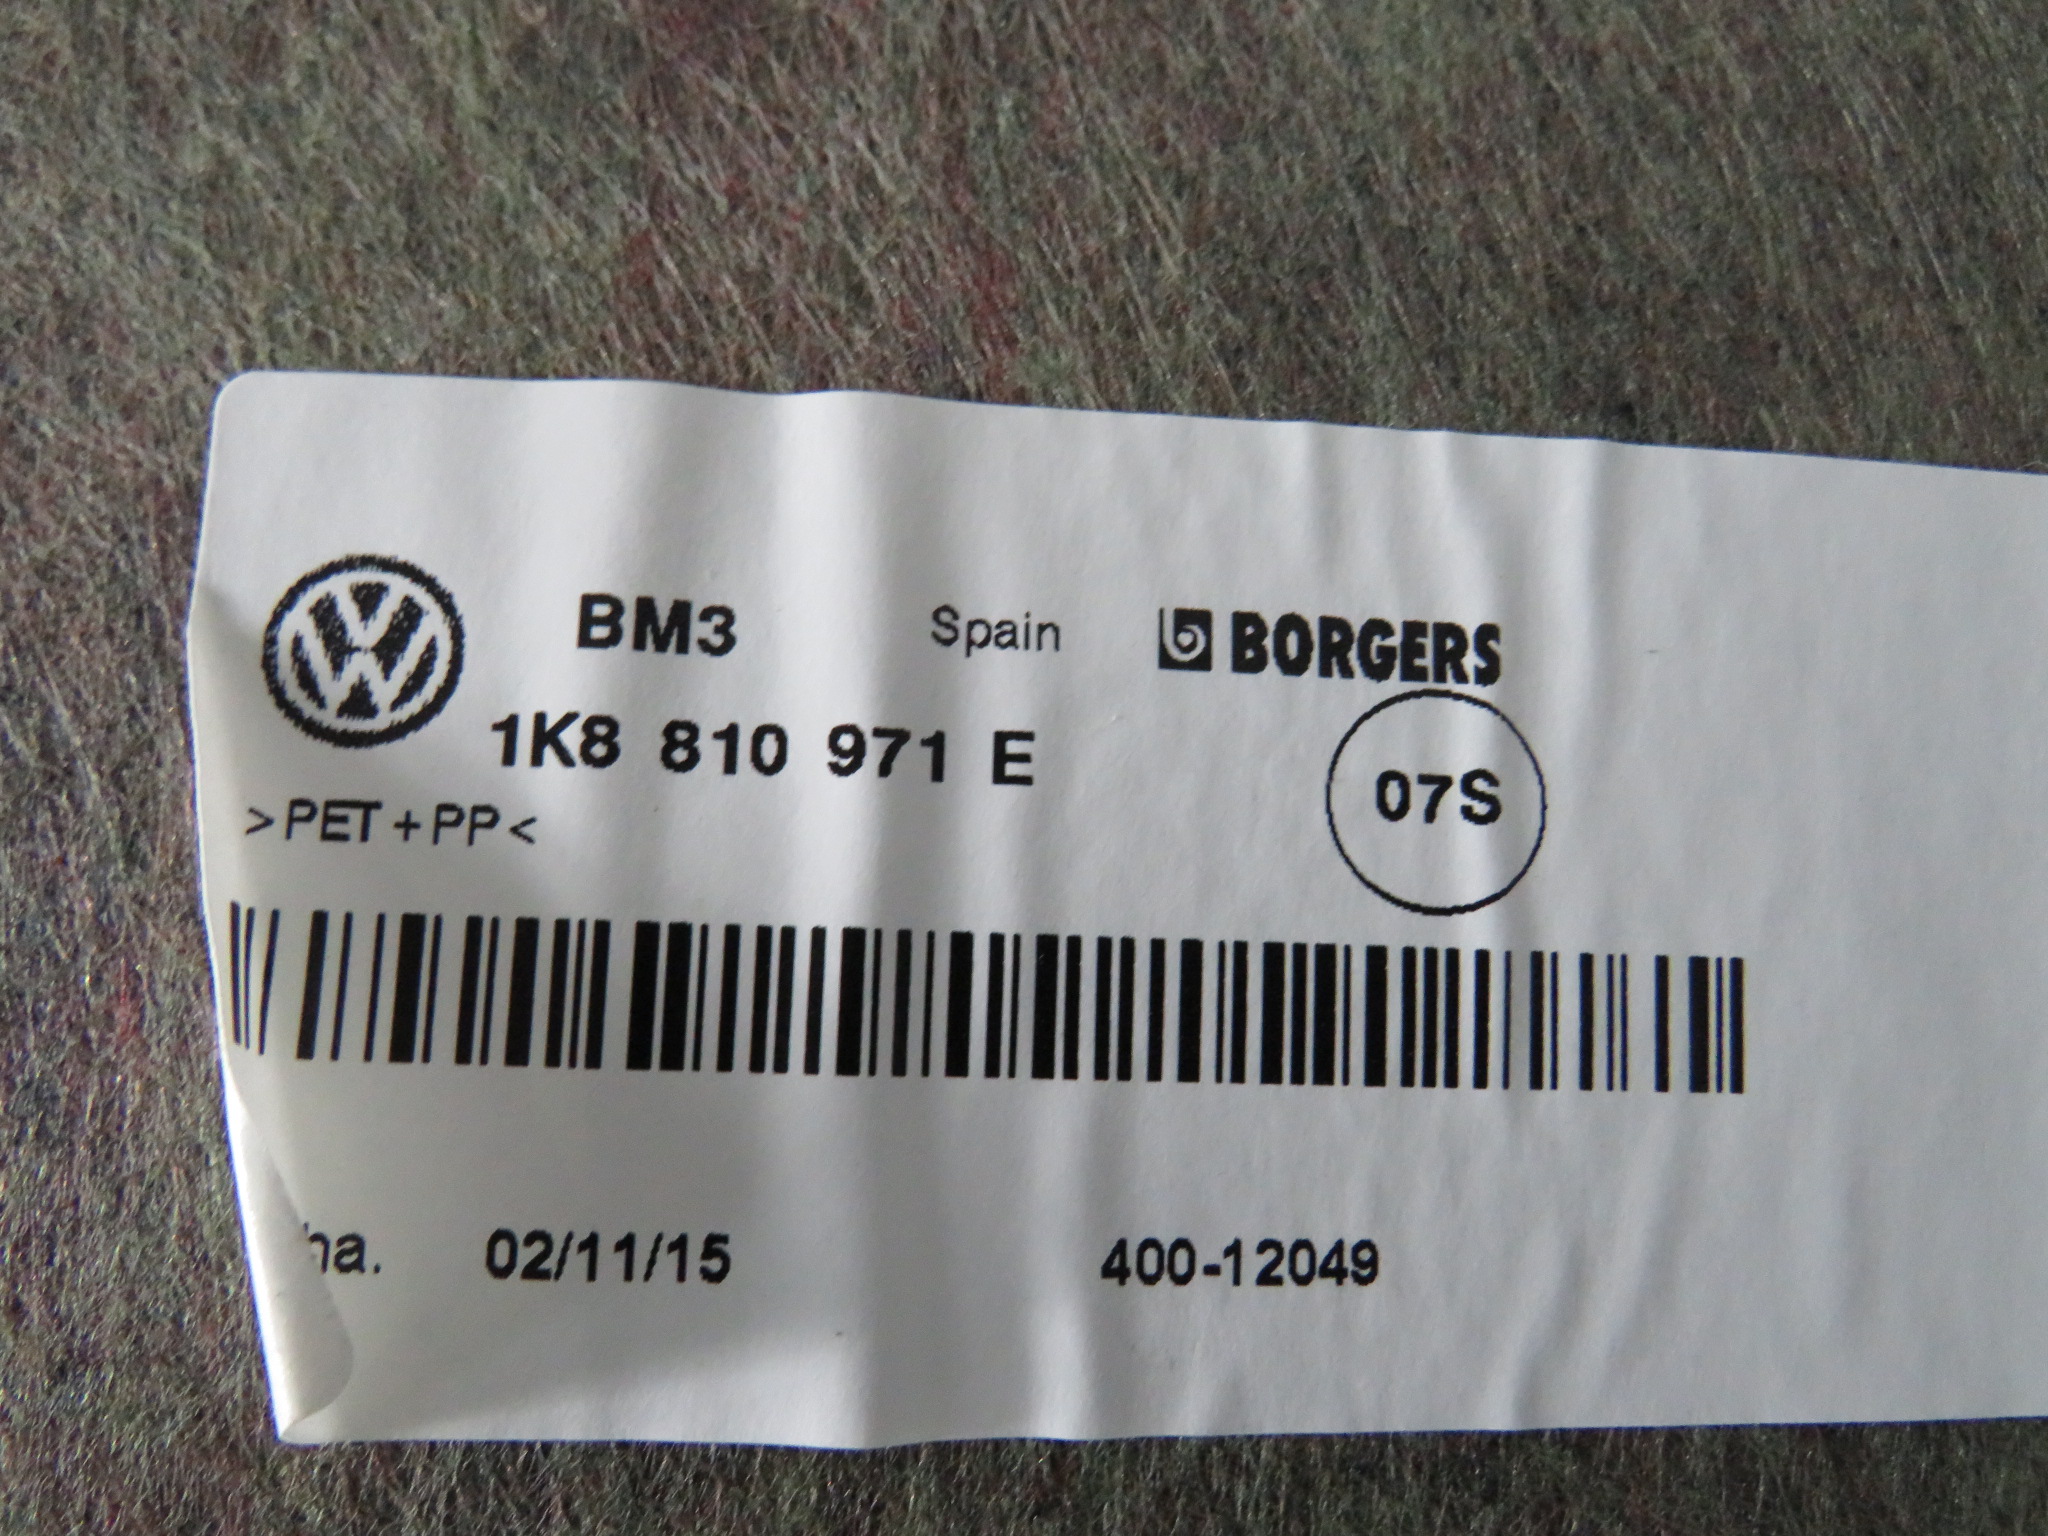 BM3 Spain BORGERS
1K8 810 971 E
07S
>PET+PP<
02/11/15 400-12049